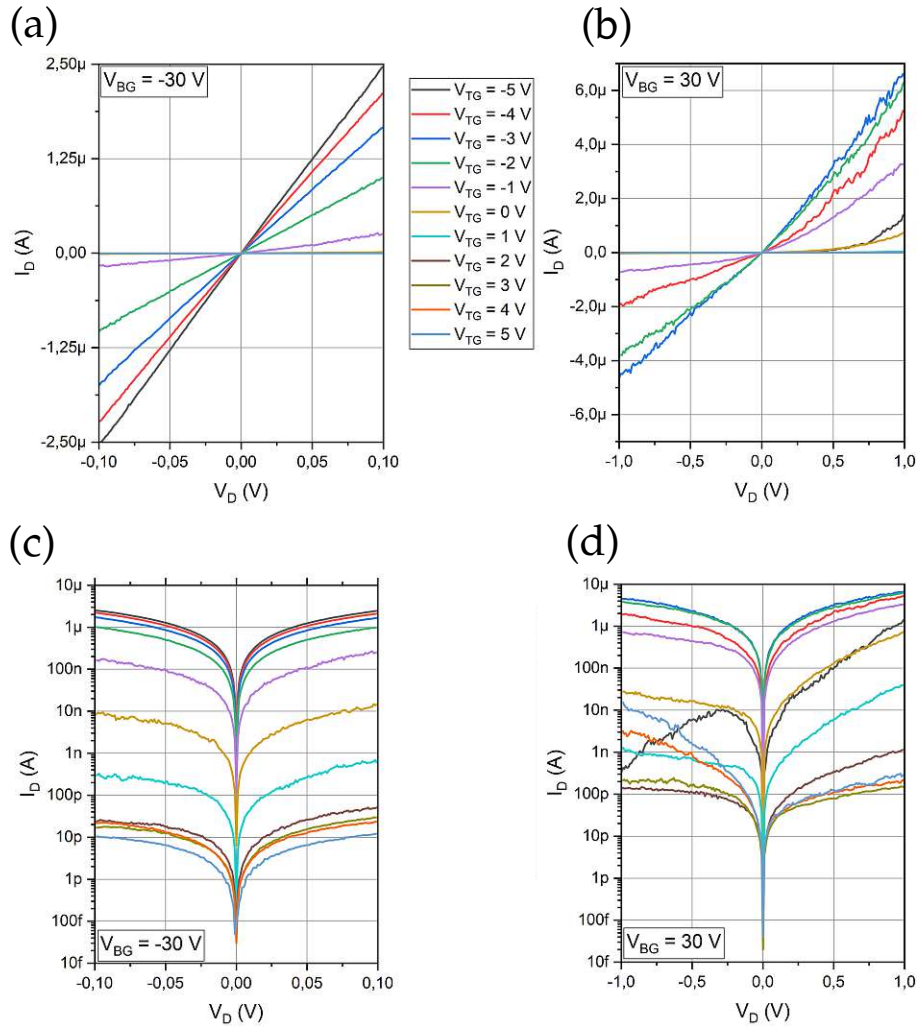 (a)
V_BG = -30 V
2,50µ
1,25µ
0,00
-1,25µ
-2,50µ
I_D (A)
-0,10
-0,05
0,00
0,05
0,10
V_D (V)
V_TG = -5 V
V_TG = -4 V
V_TG = -3 V
V_TG = -2 V
V_TG = -1 V
V_TG = 0 V
V_TG = 1 V
V_TG = 2 V
V_TG = 3 V
V_TG = 4 V
V_TG = 5 V
(b)
V_BG = 30 V
6,0µ
4,0µ
2,0µ
0,0
-2,0µ
-4,0µ
-6,0µ
I_D (A)
-1,0
-0,5
0,0
0,5
1,0
V_D (V)
(c)
10µ
1µ
100n
10n
1n
100p
10p
1p
100f
10f
I_D (A)
V_BG = -30 V
-0,10
-0,05
0,00
0,05
0,10
V_D (V)
(d)
10µ
1µ
100n
10n
1n
100p
10p
1p
100f
10f
I_D (A)
V_BG = 30 V
-1,0
-0,5
0,0
0,5
1,0
V_D (V)